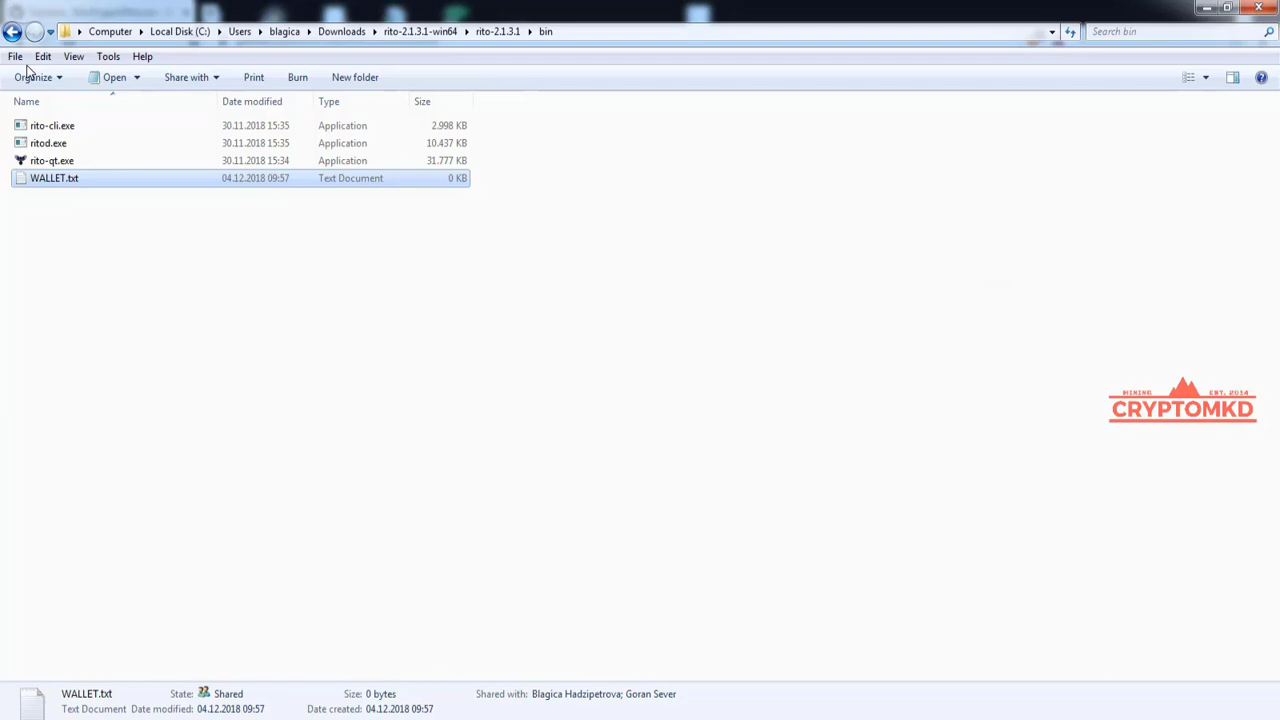 Computer Local Disk (C:) Users blagica Downloads rito-2.1.3.1-win64 rito-2.1.3.1 bin Search bin
File Edit View Tools Help
Organize Open Share with Print Burn New folder
Name Date modified Type Size
rito-cli.exe 30.11.2018 15:35 Application 2.998 KB
ritod.exe 30.11.2018 15:35 Application 10.437 KB
rito-qt.exe 30.11.2018 15:34 Application 31.777 KB
WALLET.txt 04.12.2018 09:57 Text Document 0 KB
MINING EST. 2014
CRYPTOMKD
WALLET.txt State: Shared Size: 0 bytes Shared with: Blagica Hadzipetrova; Goran Sever
Text Document Date modified: 04.12.2018 09:57 Date created: 04.12.2018 09:57